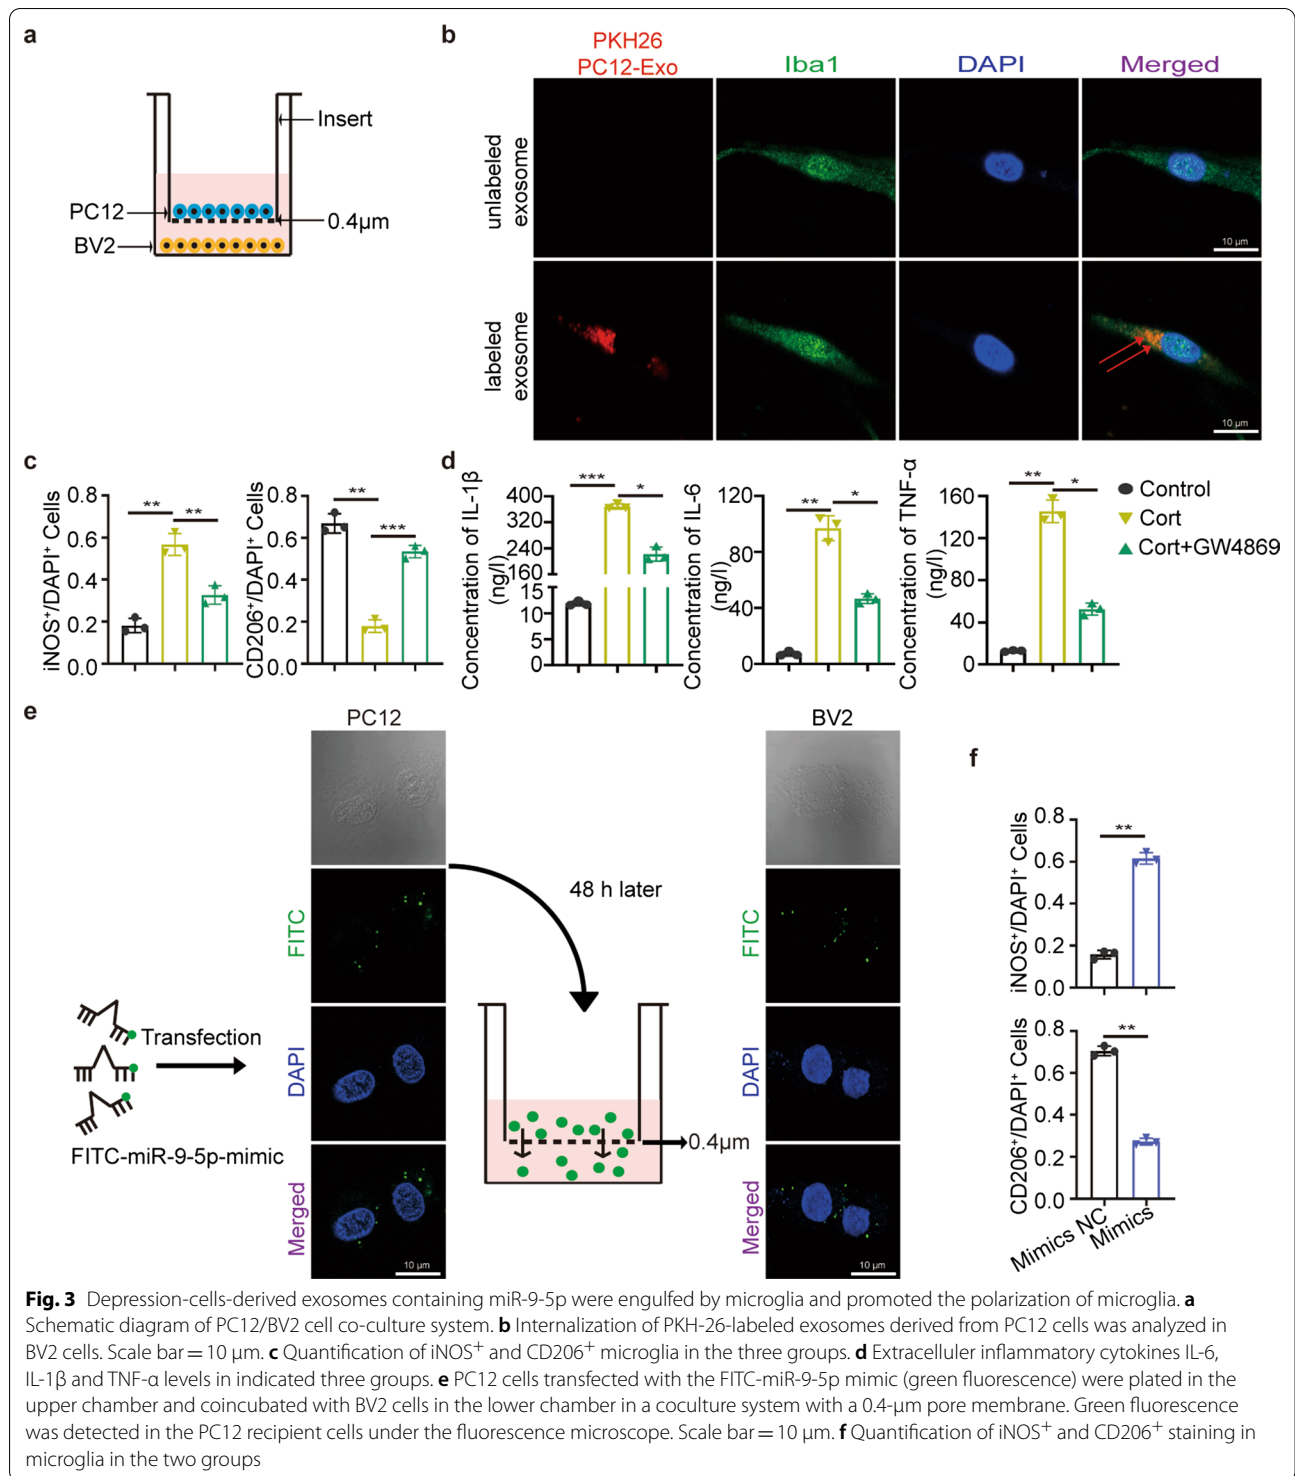 a
Insert
PC12
0.4μm
BV2
b
PKH26
PC12-Exo
Iba1
DAPI
Merged
unlabeled
exosome
10 μm
labeled
exosome
10 μm
c
iNOS⁺/DAPI⁺ Cells
0.8
0.6
0.4
0.2
0.0
**
**
CD206⁺/DAPI⁺ Cells
0.8
0.6
0.4
0.2
0.0
**
***
d
Concentration of IL-1β
(ng/l)
400
320
240
160
15
10
5
0
***
*
Concentration of IL-6
(ng/l)
120
80
40
0
**
*
Concentration of TNF-α
(ng/l)
160
120
80
40
0
**
*
Control
Cort
Cort+GW4869
e
PC12
FITC
DAPI
Merged
10 μm
Transfection
FITC-miR-9-5p-mimic
48 h later
0.4μm
BV2
FITC
DAPI
Merged
10 μm
f
iNOS⁺/DAPI⁺ Cells
0.8
0.6
0.4
0.2
0.0
**
CD206⁺/DAPI⁺ Cells
0.8
0.6
0.4
0.2
0.0
**
Mimics NC
Mimics
Fig. 3 Depression-cells-derived exosomes containing miR-9-5p were engulfed by microglia and promoted the polarization of microglia. a
Schematic diagram of PC12/BV2 cell co-culture system. b Internalization of PKH-26-labeled exosomes derived from PC12 cells was analyzed in
BV2 cells. Scale bar = 10 μm. c Quantification of iNOS⁺ and CD206⁺ microglia in the three groups. d Extracelluler inflammatory cytokines IL-6,
IL-1β and TNF-α levels in indicated three groups. e PC12 cells transfected with the FITC-miR-9-5p mimic (green fluorescence) were plated in the
upper chamber and coincubated with BV2 cells in the lower chamber in a coculture system with a 0.4-μm pore membrane. Green fluorescence
was detected in the PC12 recipient cells under the fluorescence microscope. Scale bar = 10 μm. f Quantification of iNOS⁺ and CD206⁺ staining in
microglia in the two groups